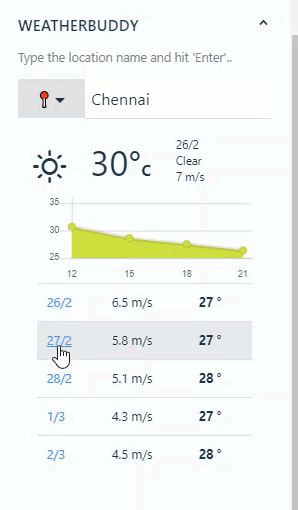 WEATHERBUDDY
Type the location name and hit 'Enter'..
Chennai
30°c
26/2
Clear
7 m/s
35
30
25
12 15 18 21
26/2 6.5 m/s 27 °
27/2 5.8 m/s 27 °
28/2 5.1 m/s 28 °
1/3 4.3 m/s 27 °
2/3 4.5 m/s 28 °